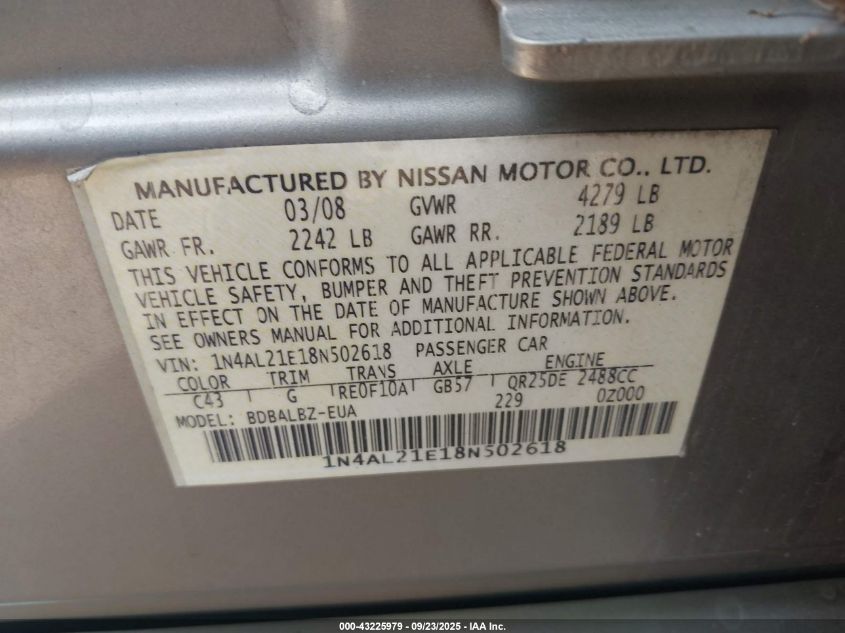 MANUFACTURED BY NISSAN MOTOR CO., LTD.
DATE 03/08 GVWR 4279 LB
GAWR FR. 2242 LB GAWR RR. 2189 LB
THIS VEHICLE CONFORMS TO ALL APPLICABLE FEDERAL MOTOR
VEHICLE SAFETY, BUMPER AND THEFT PREVENTION STANDARDS
IN EFFECT ON THE DATE OF MANUFACTURE SHOWN ABOVE.
SEE OWNERS MANUAL FOR ADDITIONAL INFORMATION.
VIN: 1N4AL21E18N502618 PASSENGER CAR
COLOR TRIM TRANS AXLE ENGINE
C43 G RE0F10A GB57 QR25DE 2488CC
MODEL: BDBALBZ-EUA 229 0Z000
1N4AL21E18N502618
000-43225979 - 09/23/2025 - IAA Inc.